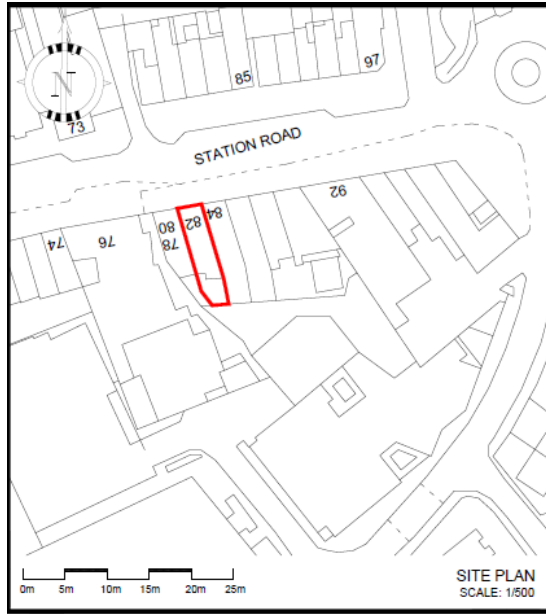 N
85
97
73
STATION ROAD
92
84
82
80
78
76
74
0m 5m 10m 15m 20m 25m
SITE PLAN
SCALE: 1/500